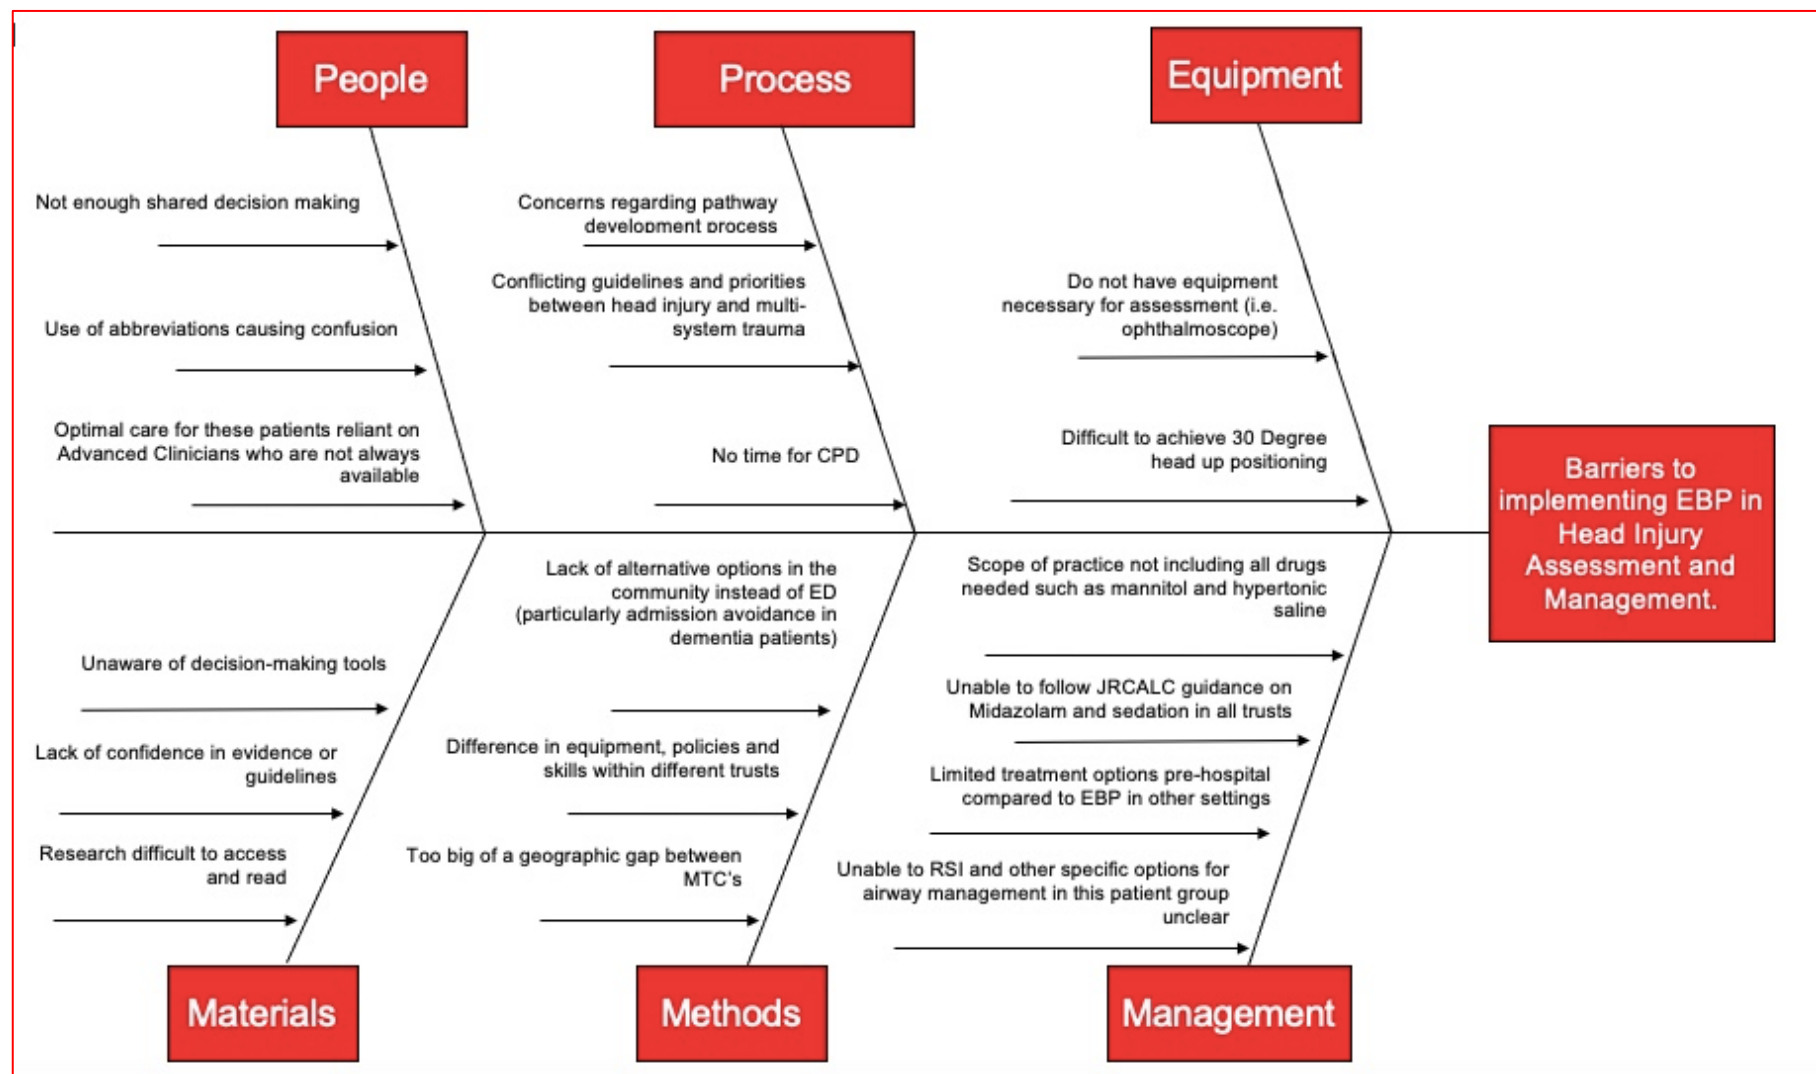 People
Process
Equipment
Not enough shared decision making
Use of abbreviations causing confusion
Optimal care for these patients reliant on
Advanced Clinicians who are not always
available
Concerns regarding pathway
development process
Conflicting guidelines and priorities
between head injury and multi-
system trauma
No time for CPD
Do not have equipment
necessary for assessment (i.e.
ophthalmoscope)
Difficult to achieve 30 Degree
head up positioning
Barriers to
implementing EBP in
Head Injury
Assessment and
Management.
Unaware of decision-making tools
Lack of confidence in evidence or
guidelines
Research difficult to access
and read
Lack of alternative options in the
community instead of ED
(particularly admission avoidance in
dementia patients)
Difference in equipment, policies and
skills within different trusts
Too big of a geographic gap between
MTC's
Scope of practice not including all drugs
needed such as mannitol and hypertonic
saline
Unable to follow JRCALC guidance on
Midazolam and sedation in all trusts
Limited treatment options pre-hospital
compared to EBP in other settings
Unable to RSI and other specific options for
airway management in this patient group
unclear
Materials
Methods
Management